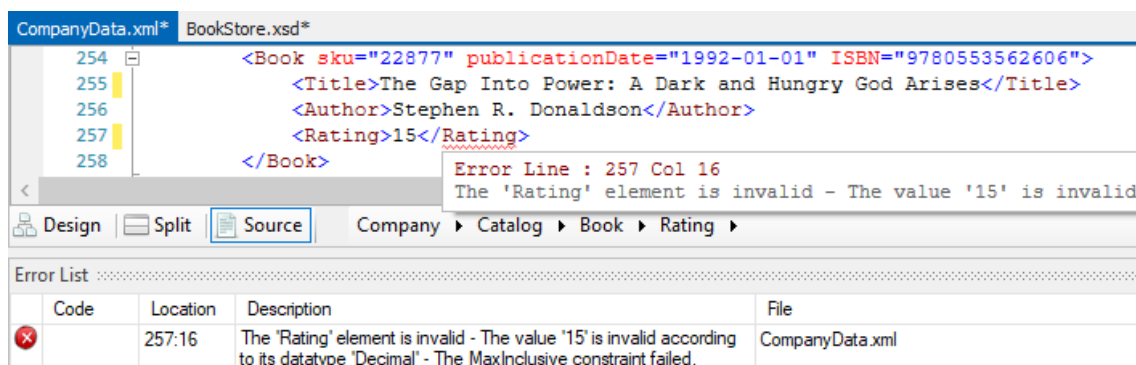 CompanyData.xml* BookStore.xsd*
254 <Book sku="22877" publicationDate="1992-01-01" ISBN="9780553562606">
255 <Title>The Gap Into Power: A Dark and Hungry God Arises</Title>
256 <Author>Stephen R. Donaldson</Author>
257 <Rating>15</Rating>
258 </Book>
Error Line : 257 Col 16
The 'Rating' element is invalid - The value '15' is invalid
Design Split Source Company Catalog Book Rating
Error List
Code Location Description File
257:16 The 'Rating' element is invalid - The value '15' is invalid according CompanyData.xml
to its datatype 'Decimal' - The MaxInclusive constraint failed.